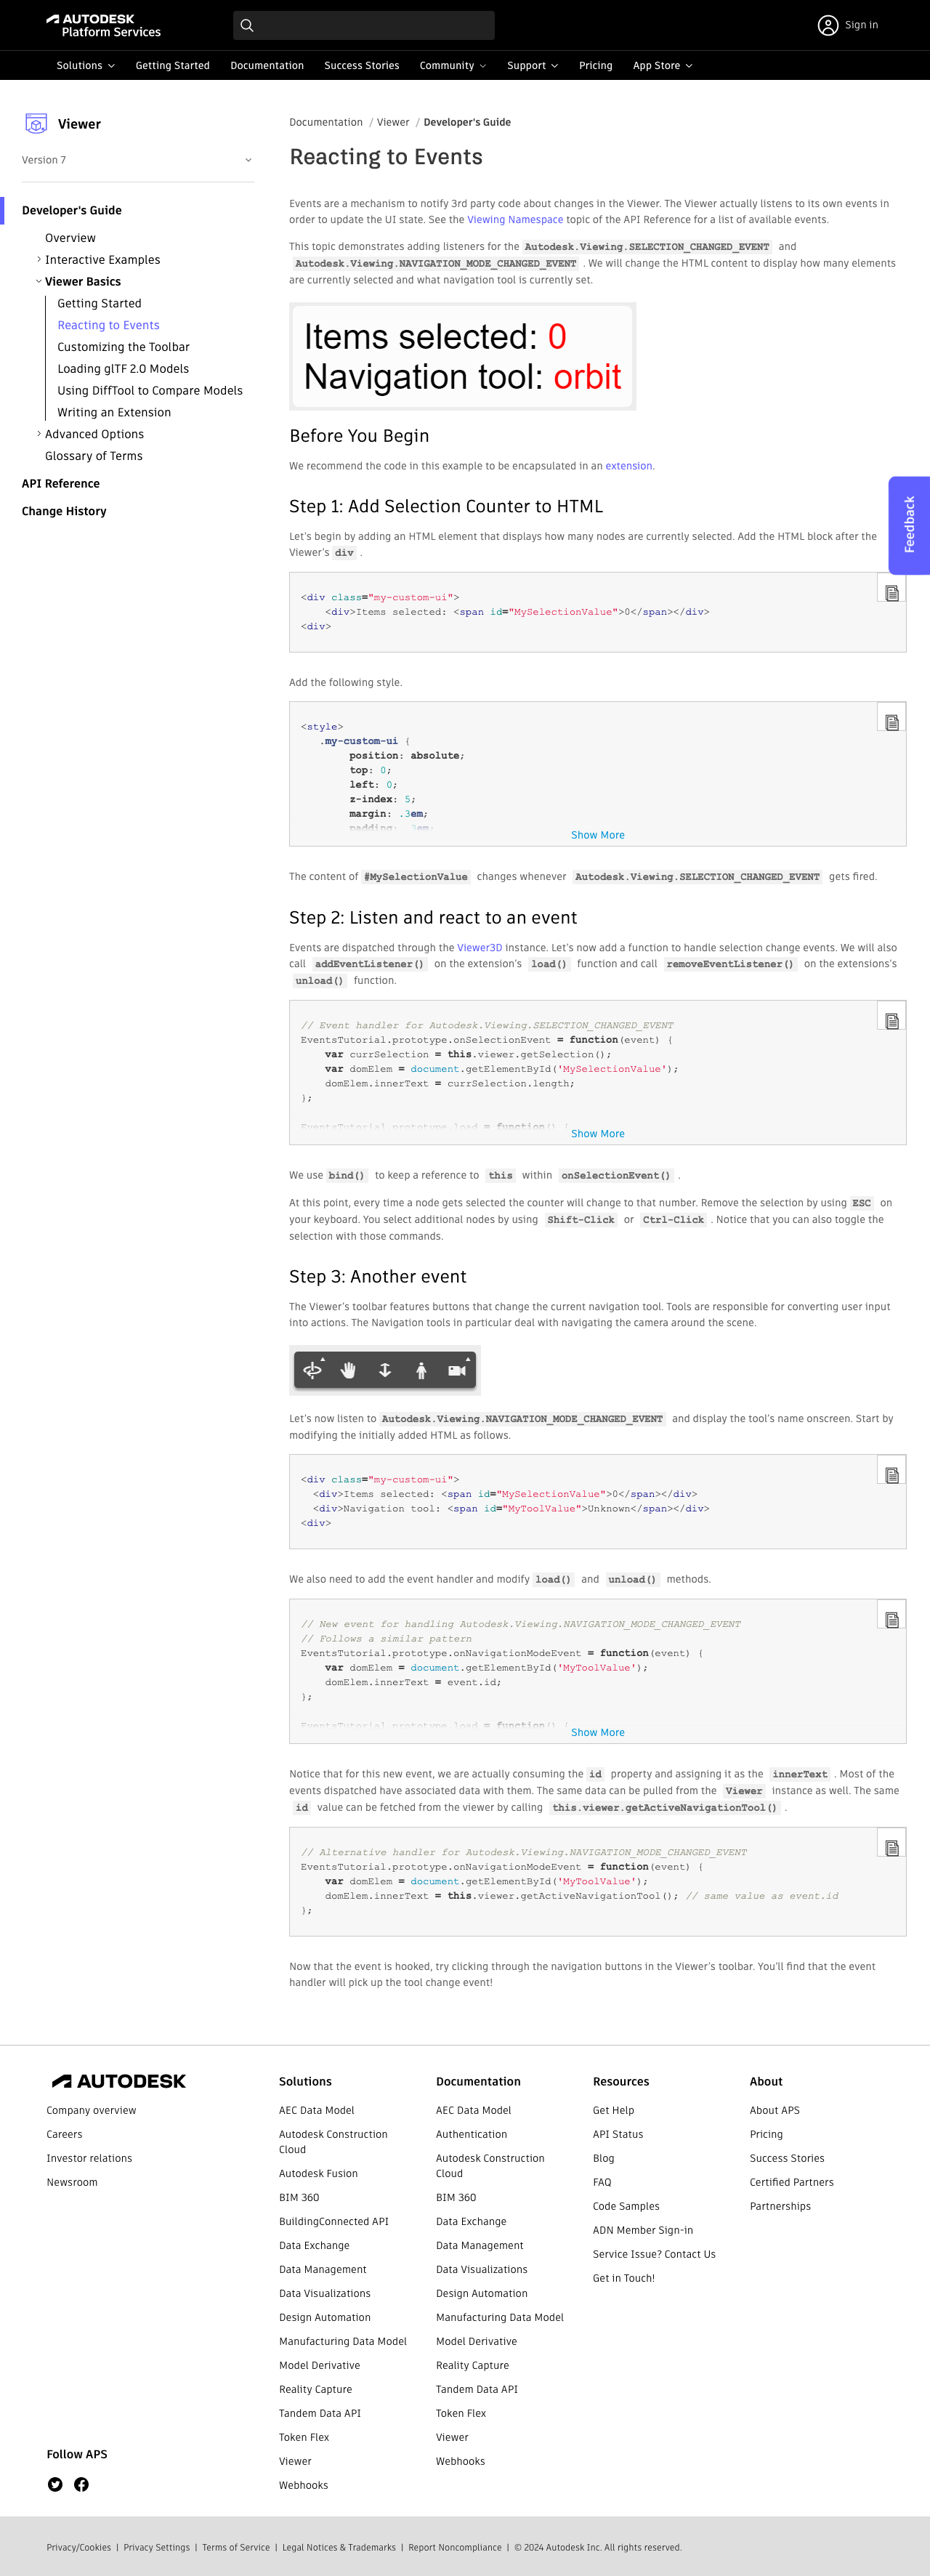 AUTODESK
Platform Services
Sign in
Solutions
Getting Started
Documentation
Success Stories
Community
Support
Pricing
App Store
Viewer
Version 7
Developer's Guide
Overview
Interactive Examples
Viewer Basics
Getting Started
Reacting to Events
Customizing the Toolbar
Loading glTF 2.0 Models
Using DiffTool to Compare Models
Writing an Extension
Advanced Options
Glossary of Terms
API Reference
Change History
Documentation / Viewer / Developer's Guide
Reacting to Events
Events are a mechanism to notify 3rd party code about changes in the Viewer. The Viewer actually listens to its own events in
order to update the UI state. See the Viewing Namespace topic of the API Reference for a list of available events.
This topic demonstrates adding listeners for the Autodesk.Viewing.SELECTION_CHANGED_EVENT and
Autodesk.Viewing.NAVIGATION_MODE_CHANGED_EVENT . We will change the HTML content to display how many elements
are currently selected and what navigation tool is currently set.
Items selected: 0
Navigation tool: orbit
Before You Begin
We recommend the code in this example to be encapsulated in an extension.
Step 1: Add Selection Counter to HTML
Let’s begin by adding an HTML element that displays how many nodes are currently selected. Add the HTML block after the
Viewer’s div .
<div class="my-custom-ui">
    <div>Items selected: <span id="MySelectionValue">0</span></div>
<div>
Add the following style.
<style>
   .my-custom-ui {
        position: absolute;
        top: 0;
        left: 0;
        z-index: 5;
        margin: .3em;
        padding: .3em;
Show More
The content of #MySelectionValue changes whenever Autodesk.Viewing.SELECTION_CHANGED_EVENT gets fired.
Step 2: Listen and react to an event
Events are dispatched through the Viewer3D instance. Let’s now add a function to handle selection change events. We will also
call addEventListener() on the extension’s load() function and call removeEventListener() on the extensions’s
unload() function.
// Event handler for Autodesk.Viewing.SELECTION_CHANGED_EVENT
EventsTutorial.prototype.onSelectionEvent = function(event) {
    var currSelection = this.viewer.getSelection();
    var domElem = document.getElementById('MySelectionValue');
    domElem.innerText = currSelection.length;
};
EventsTutorial.prototype.load = function() {
Show More
We use bind() to keep a reference to this within onSelectionEvent() .
At this point, every time a node gets selected the counter will change to that number. Remove the selection by using ESC on
your keyboard. You select additional nodes by using Shift-Click or Ctrl-Click . Notice that you can also toggle the
selection with those commands.
Step 3: Another event
The Viewer’s toolbar features buttons that change the current navigation tool. Tools are responsible for converting user input
into actions. The Navigation tools in particular deal with navigating the camera around the scene.
Let’s now listen to Autodesk.Viewing.NAVIGATION_MODE_CHANGED_EVENT and display the tool’s name onscreen. Start by
modifying the initially added HTML as follows.
<div class="my-custom-ui">
  <div>Items selected: <span id="MySelectionValue">0</span></div>
  <div>Navigation tool: <span id="MyToolValue">Unknown</span></div>
<div>
We also need to add the event handler and modify load() and unload() methods.
// New event for handling Autodesk.Viewing.NAVIGATION_MODE_CHANGED_EVENT
// Follows a similar pattern
EventsTutorial.prototype.onNavigationModeEvent = function(event) {
    var domElem = document.getElementById('MyToolValue');
    domElem.innerText = event.id;
};
EventsTutorial.prototype.load = function() {
Show More
Notice that for this new event, we are actually consuming the id property and assigning it as the innerText . Most of the
events dispatched have associated data with them. The same data can be pulled from the Viewer instance as well. The same
id value can be fetched from the viewer by calling this.viewer.getActiveNavigationTool() .
// Alternative handler for Autodesk.Viewing.NAVIGATION_MODE_CHANGED_EVENT
EventsTutorial.prototype.onNavigationModeEvent = function(event) {
    var domElem = document.getElementById('MyToolValue');
    domElem.innerText = this.viewer.getActiveNavigationTool(); // same value as event.id
};
Now that the event is hooked, try clicking through the navigation buttons in the Viewer’s toolbar. You’ll find that the event
handler will pick up the tool change event!
Feedback
AUTODESK
Company overview
Careers
Investor relations
Newsroom
Follow APS
Solutions
AEC Data Model
Autodesk Construction
Cloud
Autodesk Fusion
BIM 360
BuildingConnected API
Data Exchange
Data Management
Data Visualizations
Design Automation
Manufacturing Data Model
Model Derivative
Reality Capture
Tandem Data API
Token Flex
Viewer
Webhooks
Documentation
AEC Data Model
Authentication
Autodesk Construction
Cloud
BIM 360
Data Exchange
Data Management
Data Visualizations
Design Automation
Manufacturing Data Model
Model Derivative
Reality Capture
Tandem Data API
Token Flex
Viewer
Webhooks
Resources
Get Help
API Status
Blog
FAQ
Code Samples
ADN Member Sign-in
Service Issue? Contact Us
Get in Touch!
About
About APS
Pricing
Success Stories
Certified Partners
Partnerships
Privacy/Cookies | Privacy Settings | Terms of Service | Legal Notices & Trademarks | Report Noncompliance | © 2024 Autodesk Inc. All rights reserved.